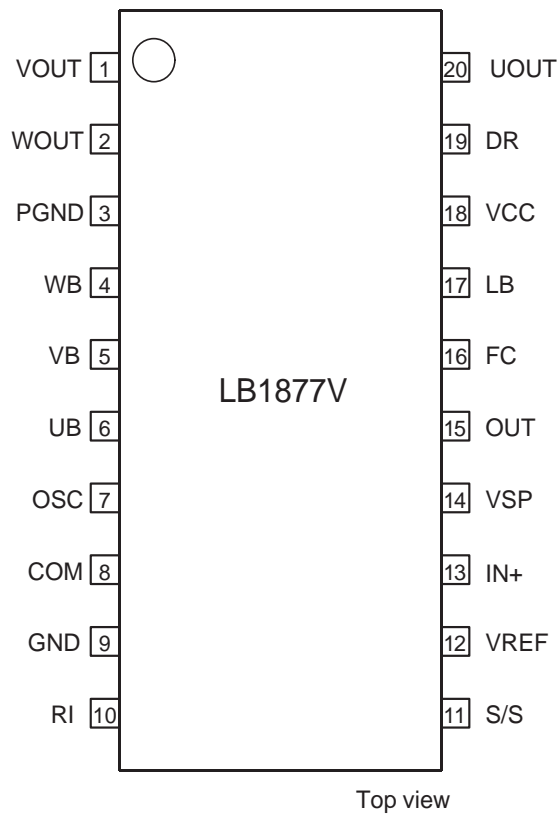 VOUT 1 20 UOUT
WOUT 2 19 DR
PGND 3 18 VCC
WB 4 17 LB
VB 5 16 FC
LB1877V
UB 6 15 OUT
OSC 7 14 VSP
COM 8 13 IN+
GND 9 12 VREF
RI 10 11 S/S
Top view